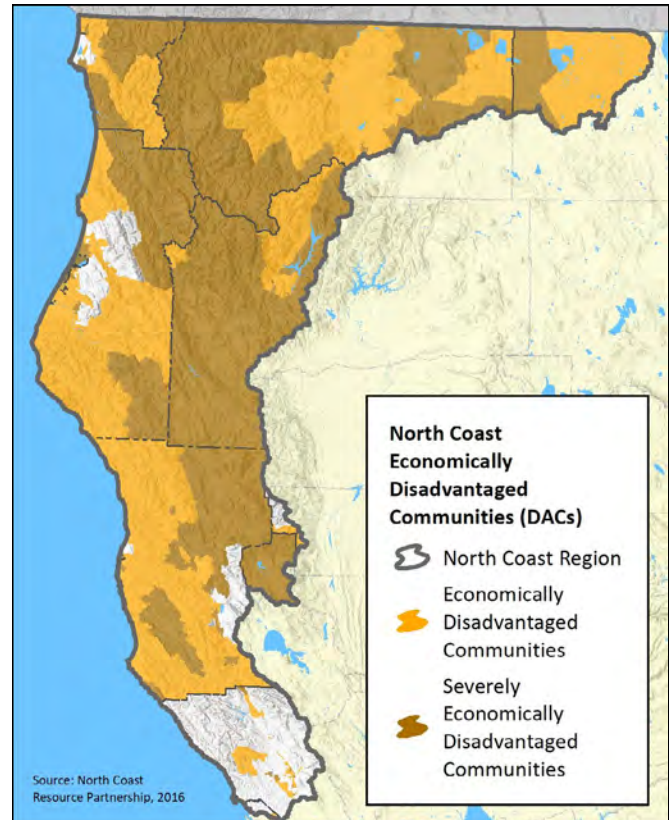 North Coast
Economically
Disadvantaged
Communities (DACs)
North Coast Region
Economically
Disadvantaged
Communities
Severely
Economically
Disadvantaged
Communities
Source: North Coast
Resource Partnership, 2016